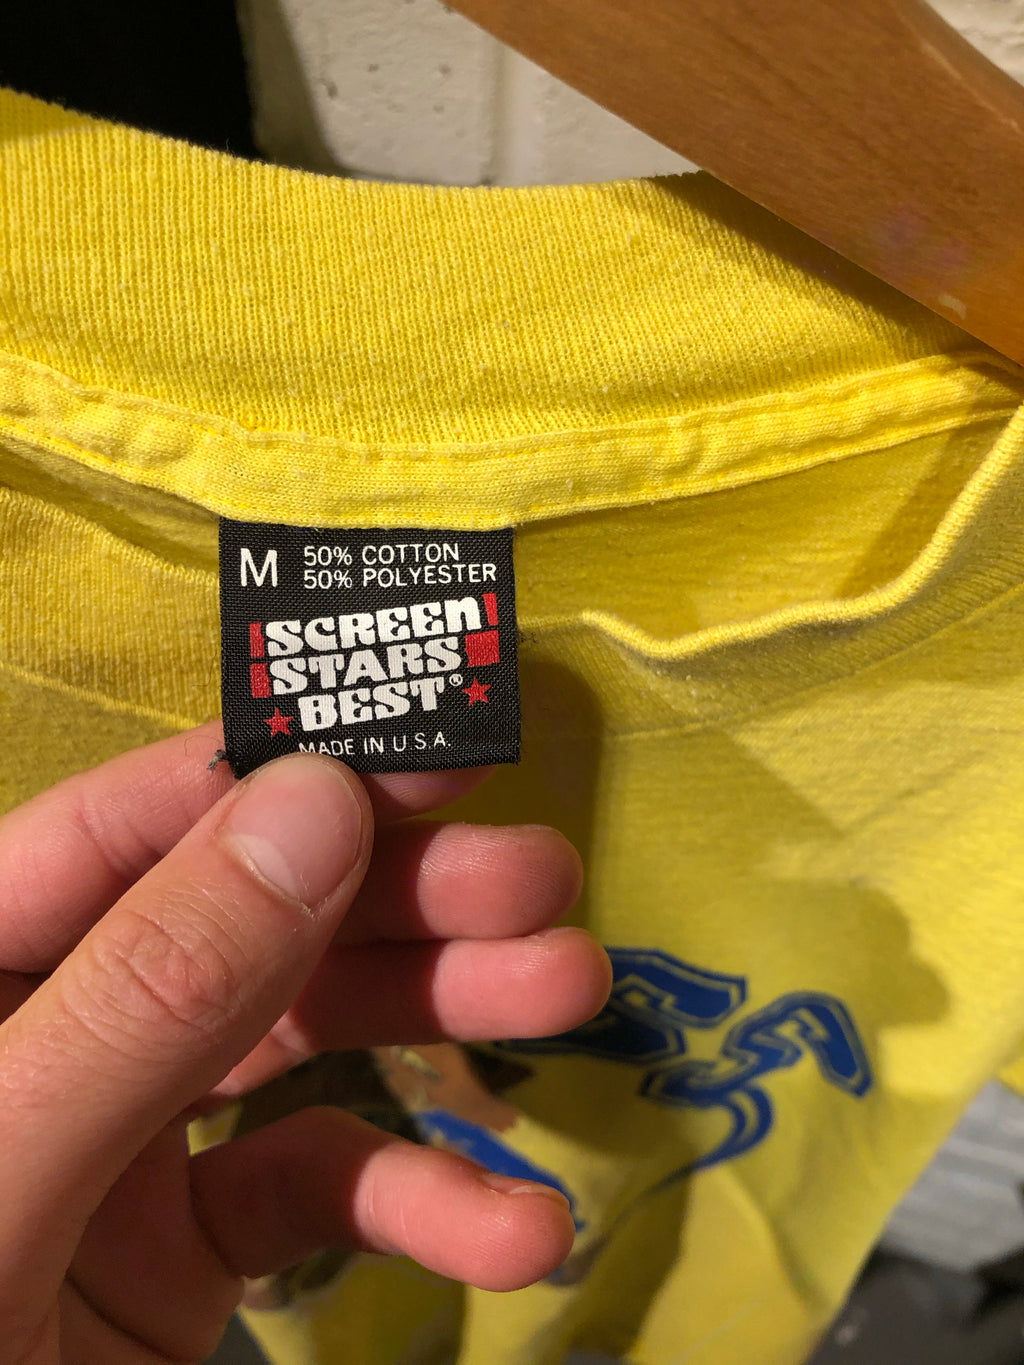 M 50% COTTON
50% POLYESTER
SCREEN
STARS
BEST®
MADE IN U.S.A.